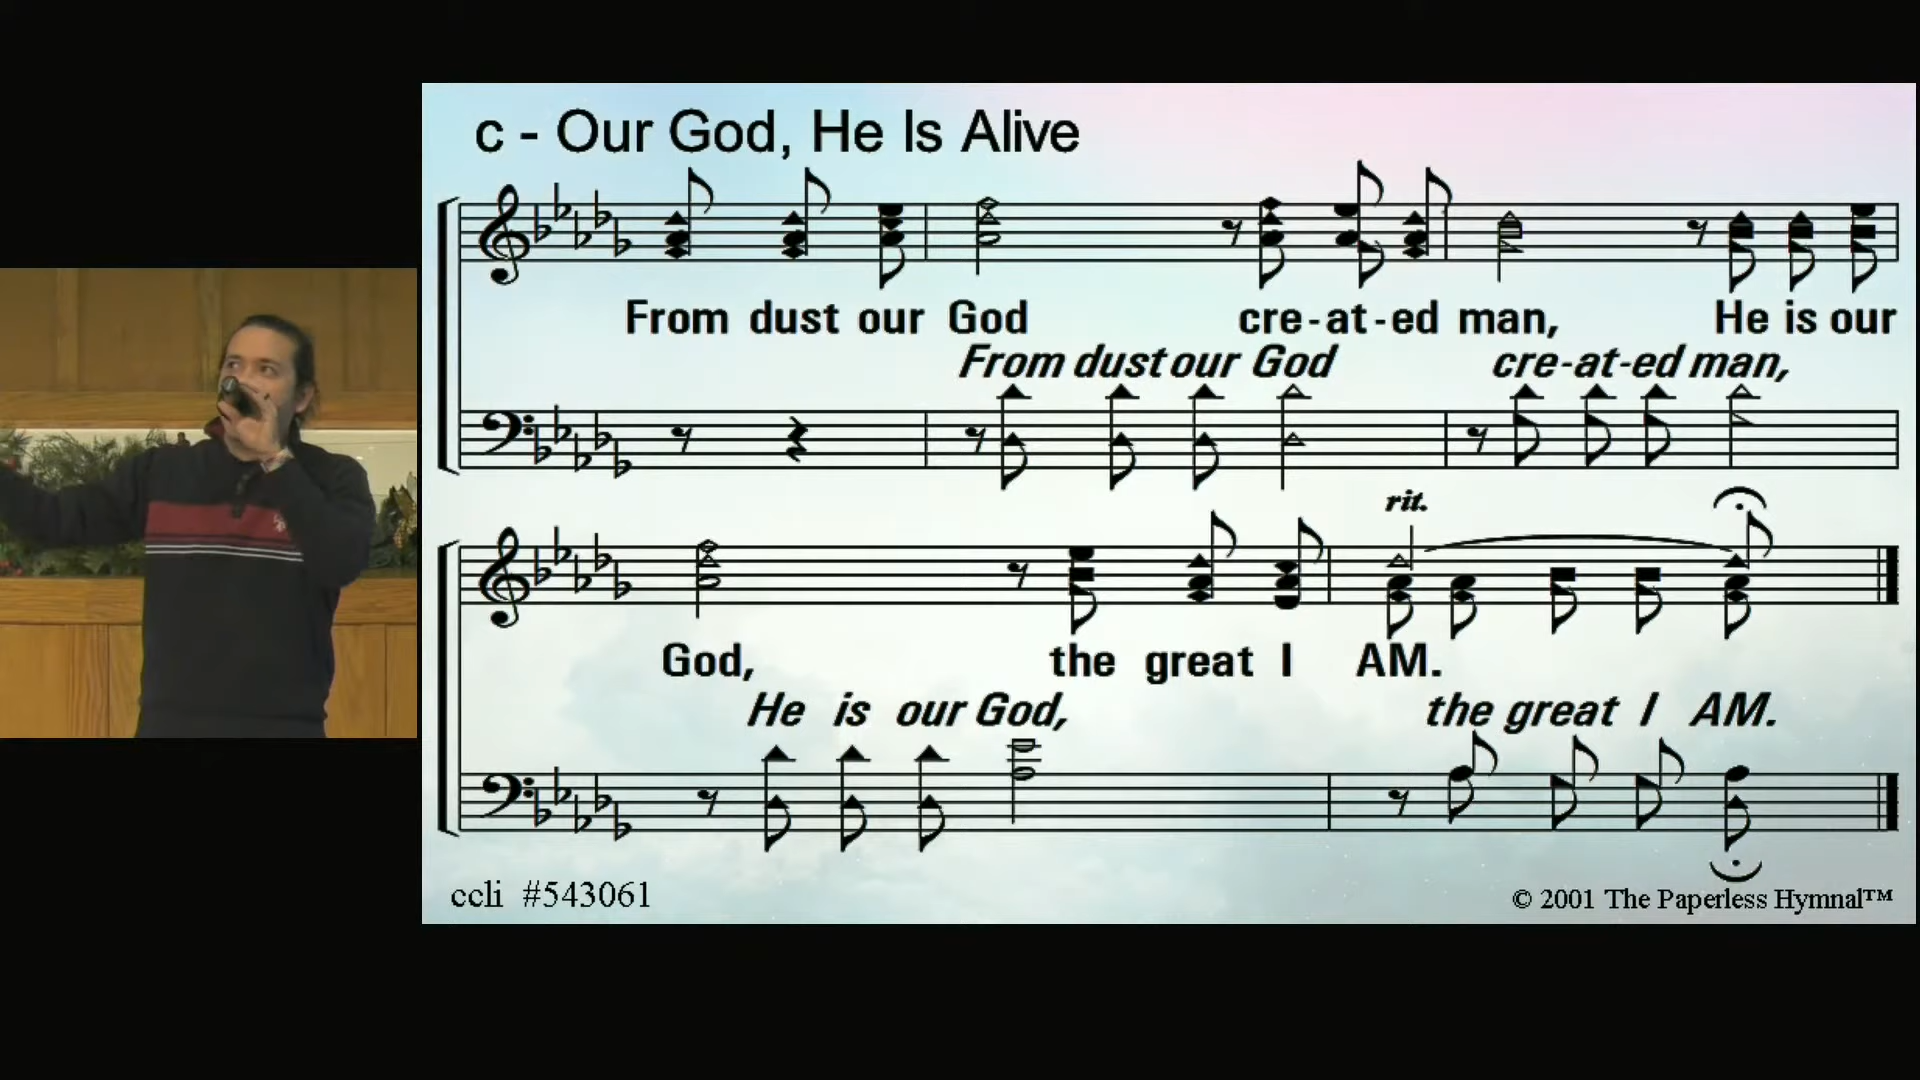 c - Our God, He Is Alive
From dust our God cre-at-ed man, He is our
From dust our God cre-at-ed man,
rit.
God, the great I AM.
He is our God, the great I AM.
ccli #543061
© 2001 The Paperless Hymnal™